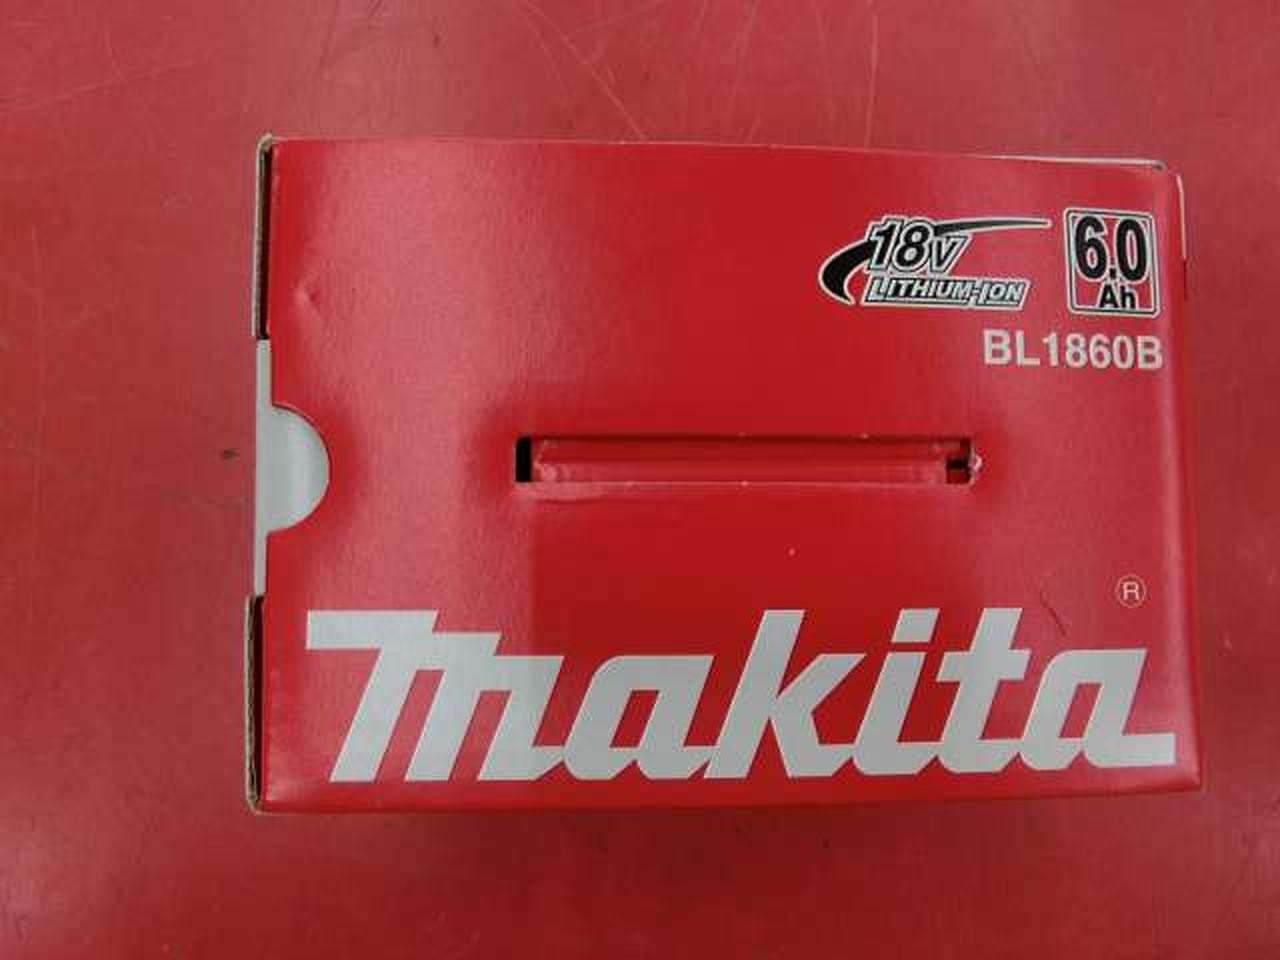 18V
LITHIUM-ION
6.0
Ah
BL1860B
makita®